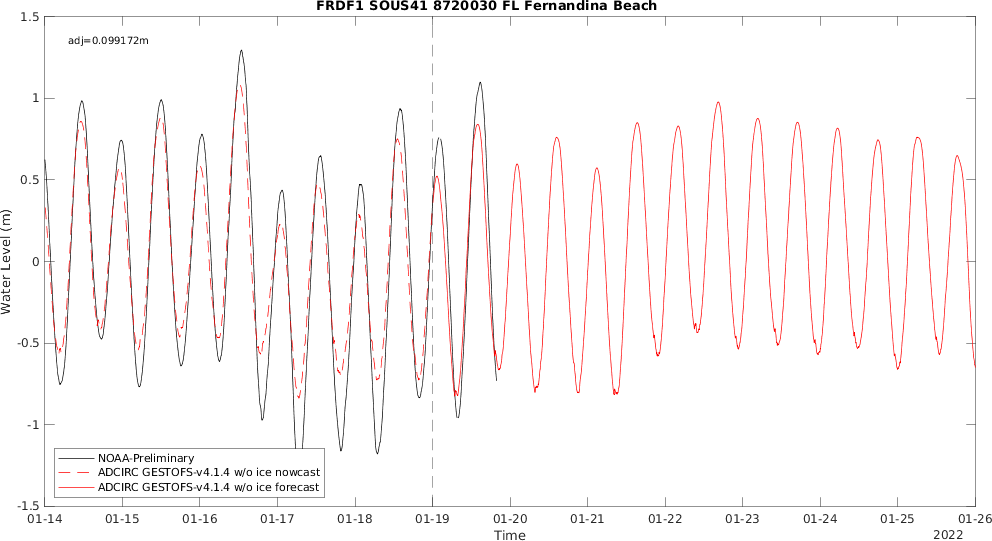 FRDF1 SOUS41 8720030 FL Fernandina Beach
1.5
adj=0.099172m
1
0.5
0
-0.5
-1
-1.5
Water Level (m)
NOAA-Preliminary
ADCIRC GESTOFS-v4.1.4 w/o ice nowcast
ADCIRC GESTOFS-v4.1.4 w/o ice forecast
01-14 01-15 01-16 01-17 01-18 01-19 01-20 01-21 01-22 01-23 01-24 01-25 01-26
Time
2022